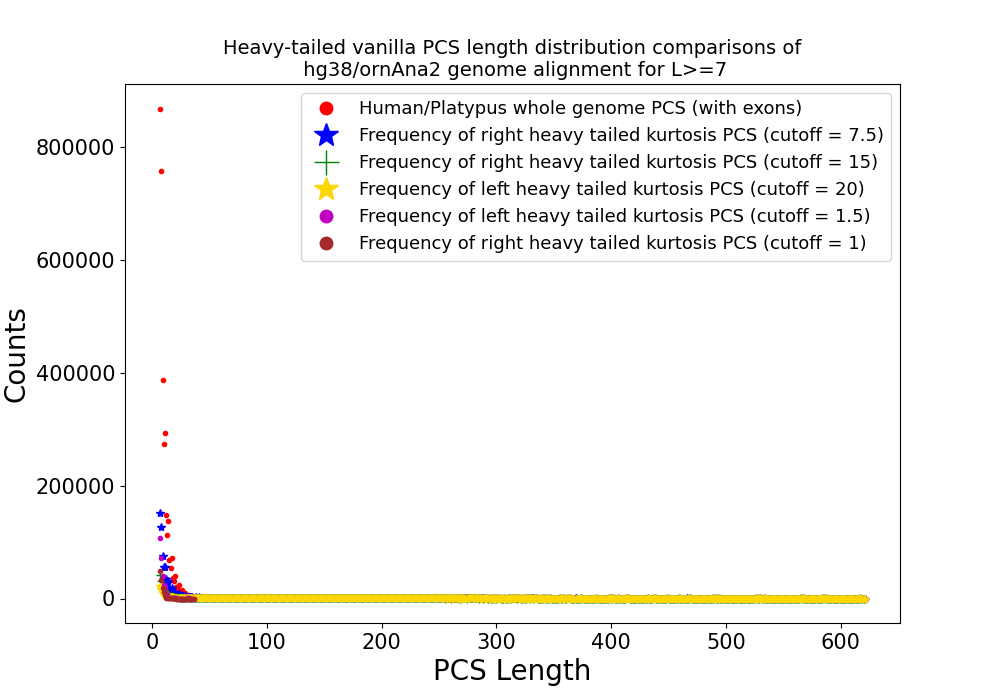 Heavy-tailed vanilla PCS length distribution comparisons of
hg38/ornAna2 genome alignment for L>=7
Human/Platypus whole genome PCS (with exons)
Frequency of right heavy tailed kurtosis PCS (cutoff = 7.5)
Frequency of right heavy tailed kurtosis PCS (cutoff = 15)
Frequency of left heavy tailed kurtosis PCS (cutoff = 20)
Frequency of left heavy tailed kurtosis PCS (cutoff = 1.5)
Frequency of right heavy tailed kurtosis PCS (cutoff = 1)
Counts
800000
600000
400000
200000
0
0 100 200 300 400 500 600
PCS Length